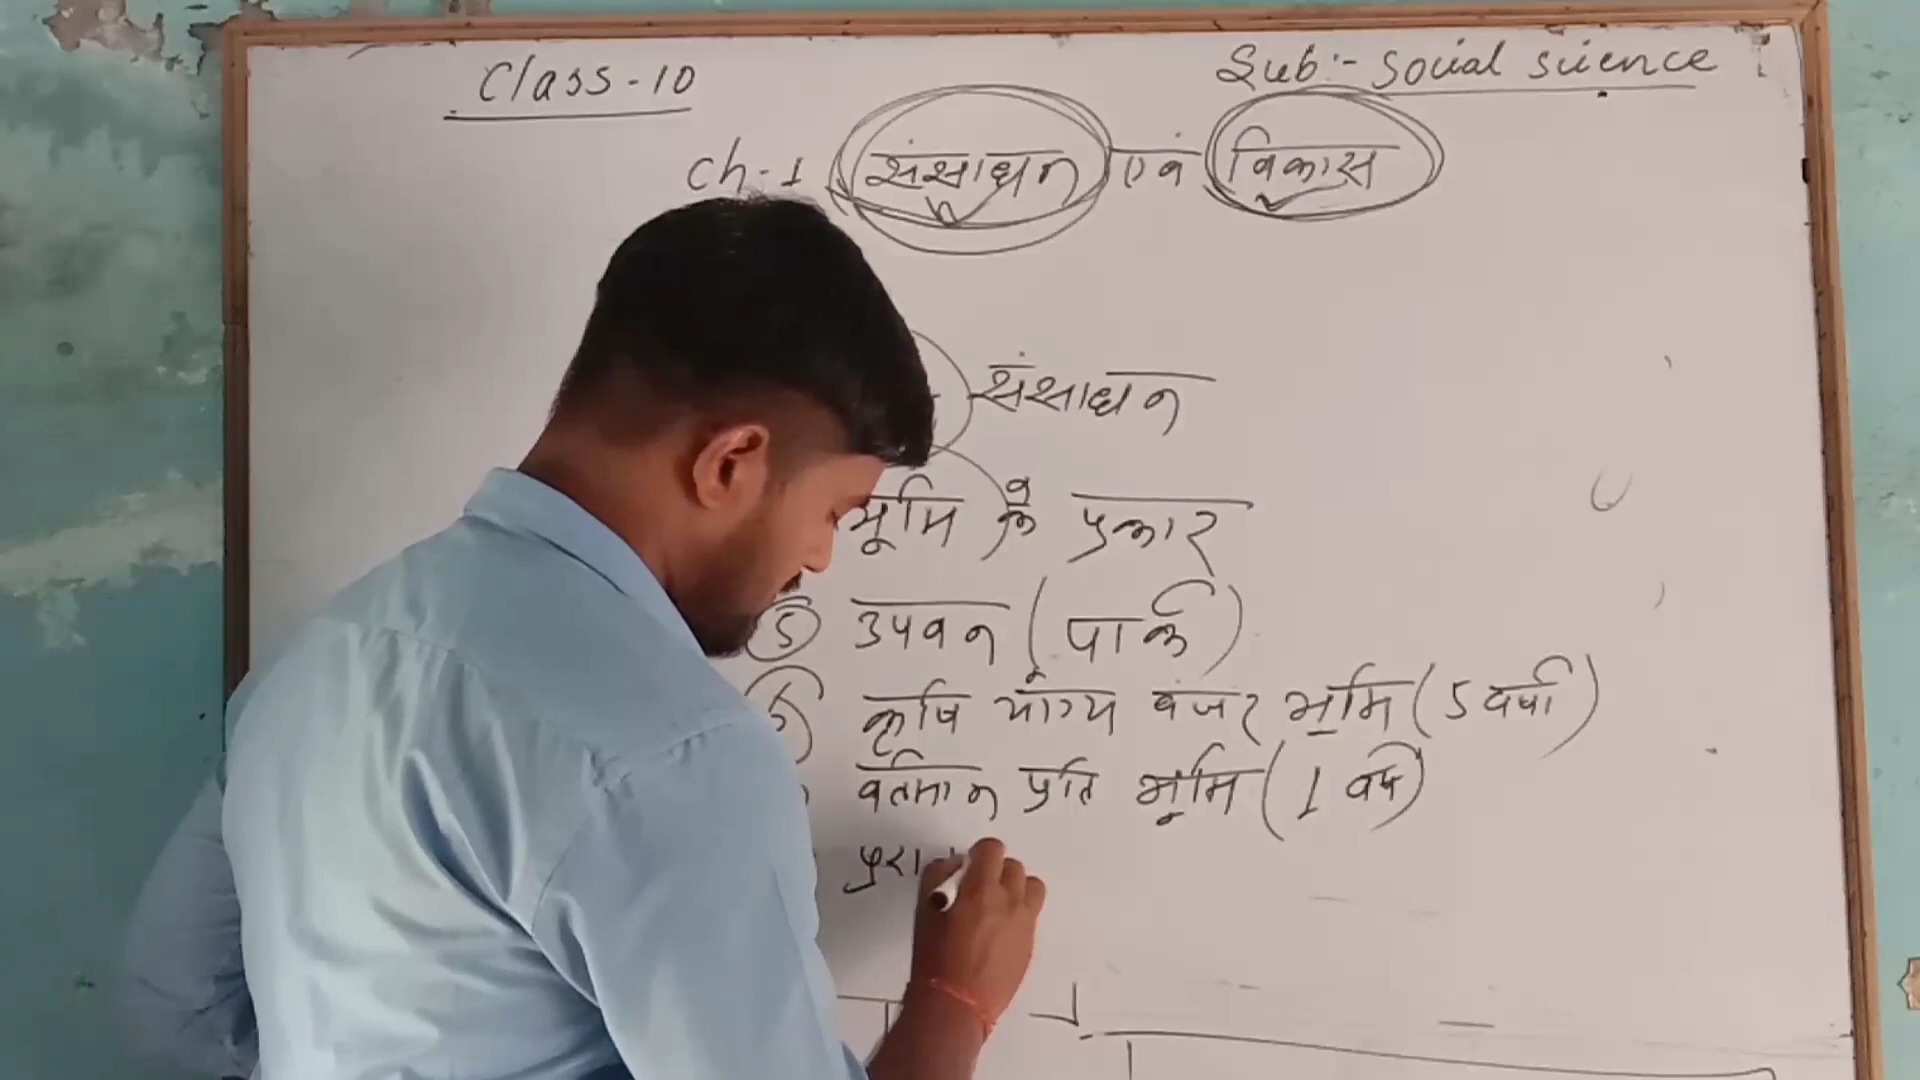 Class-10
Sub:- Social science
Ch-1 संसाधन एवं विकास
संसाधन
भूमि के प्रकार
5 उपवन (पार्क)
6 कृषि योग्य बंजर भूमि (5 वर्षो)
वर्तमान प्रति भूमि (1 वर्ष)
पुरा